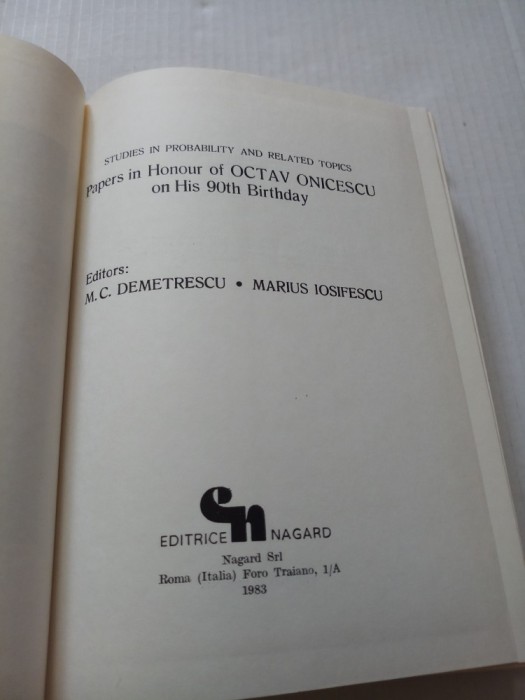 STUDIES IN PROBABILITY AND RELATED TOPICS
Papers in Honour of OCTAV ONICESCU
on His 90th Birthday
Editors:
M. C. DEMETRESCU • MARIUS IOSIFESCU
en
EDITRICE NAGARD
Nagard Srl
Roma (Italia) Foro Traiano, 1/A
1983